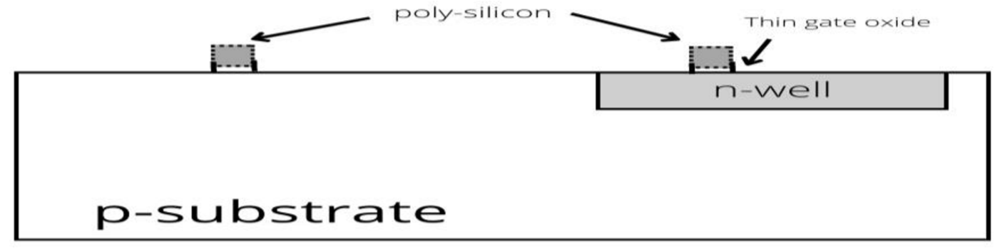 poly-silicon
Thin gate oxide
n-well
p-substrate